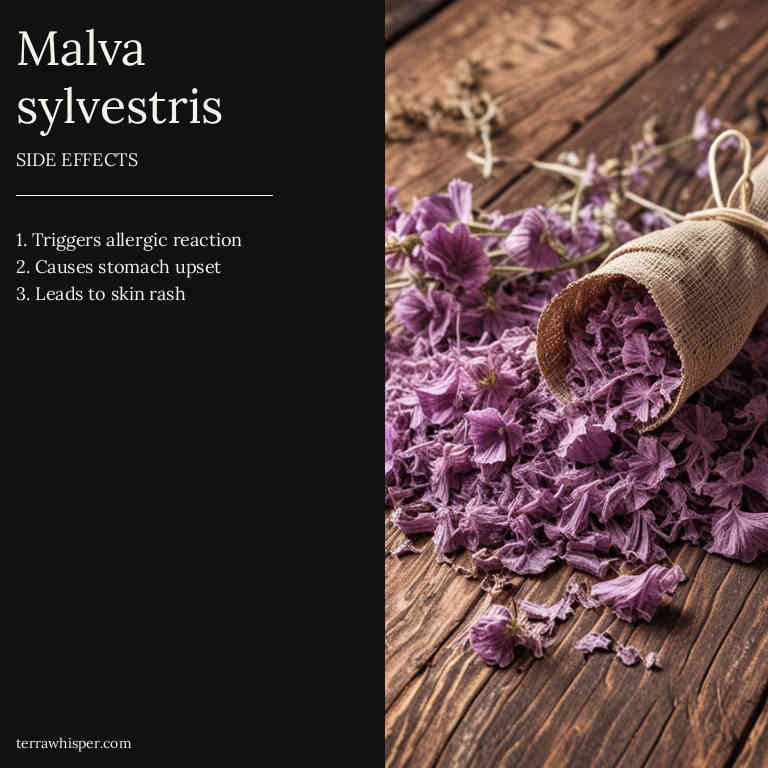 Malva
sylvestris
SIDE EFFECTS
1. Triggers allergic reaction
2. Causes stomach upset
3. Leads to skin rash
terrawhisper.com